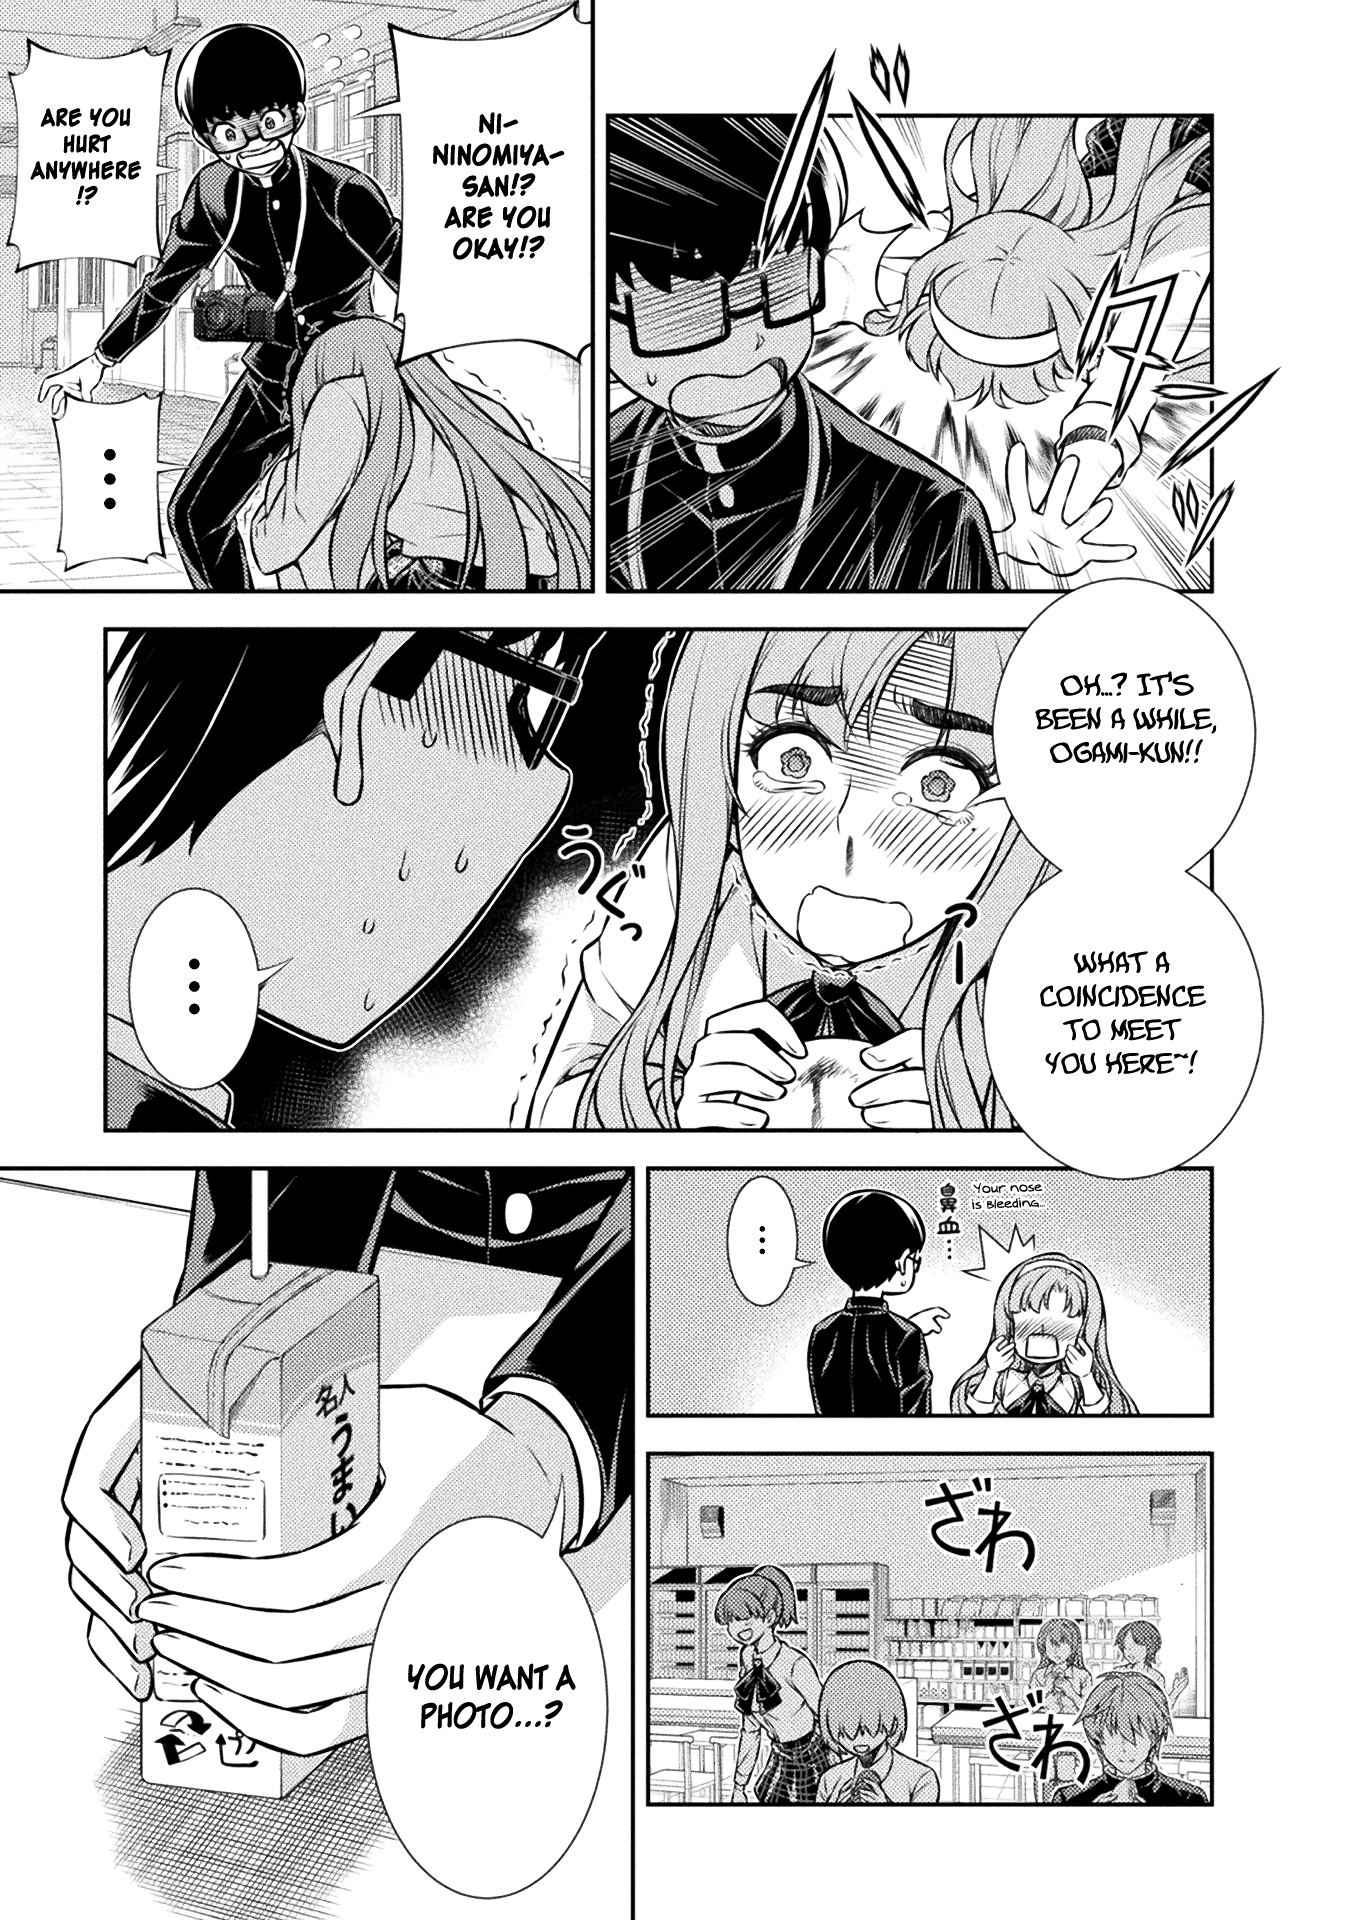 NI-
NINOMIYA-
SAN!?
ARE YOU
OKAY!?
ARE YOU
HURT
ANYWHERE
!?
OH...? IT'S
BEEN A WHILE,
OGAMI-KUN!!
WHAT A
COINCIDENCE
TO MEET
YOU HERE~!
うぐっ
っー
鼻血…
Your nose
is Bleeding..
ざわ
ざわ
名人
うまい
YOU WANT A
PHOTO...?